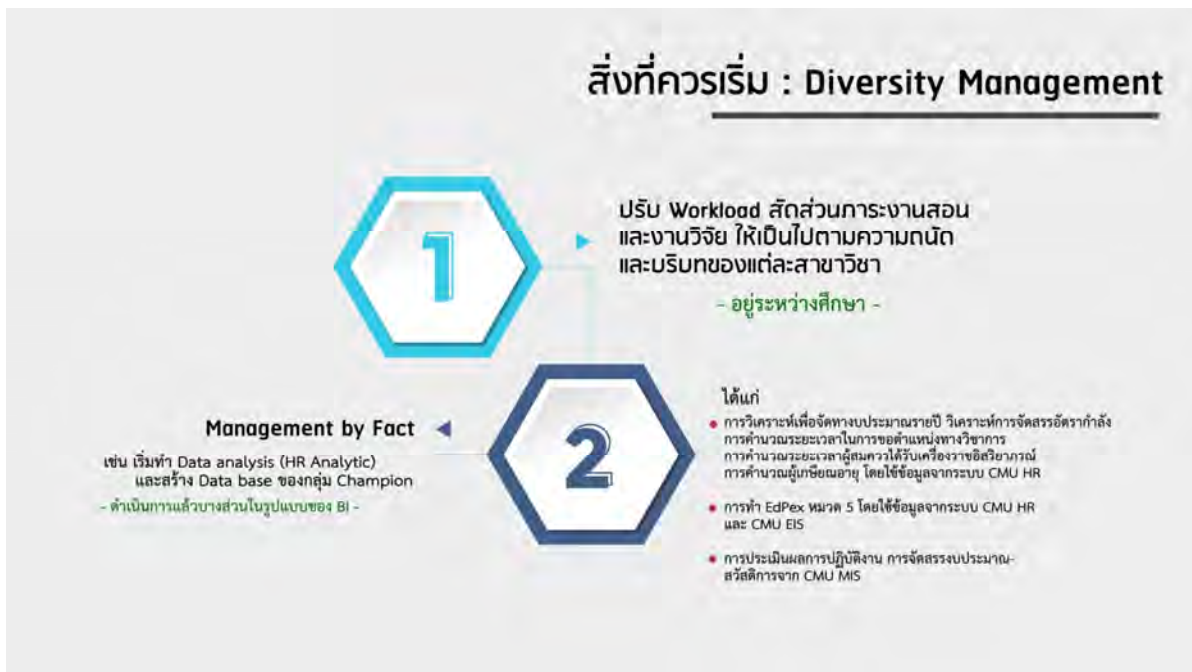 สิ่งที่ควรเริ่ม : Diversity Management
1
ปรับ Workload สัดส่วนภาระงานสอน
และงานวิจัย ให้เป็นไปตามความถนัด
และบริบทของแต่ละสาขาวิชา
- อยู่ระหว่างศึกษา -
2
Management by Fact
เช่น เริ่มทำ Data analysis (HR Analytic)
และสร้าง Data base ของกลุ่ม Champion
- ดำเนินการแล้วบางส่วนในรูปแบบของ BI -
ได้แก่
• การวิเคราะห์เพื่อจัดทางบประมาณรายปี วิเคราะห์การจัดสรรอัตรากำลัง
การคำนวณระยะเวลาในการขอตำแหน่งทางวิชาการ
การคำนวณระยะเวลาผู้สมควรได้รับเครื่องราชอิสริยาภรณ์
การคำนวณผู้เกษียณอายุ โดยใช้ข้อมูลจากระบบ CMU HR
• การทำ EdPex หมวด 5 โดยใช้ข้อมูลจากระบบ CMU HR
และ CMU EIS
• การประเมินผลการปฏิบัติงาน การจัดสรรงบประมาณ-
สวัสดิการจาก CMU MIS